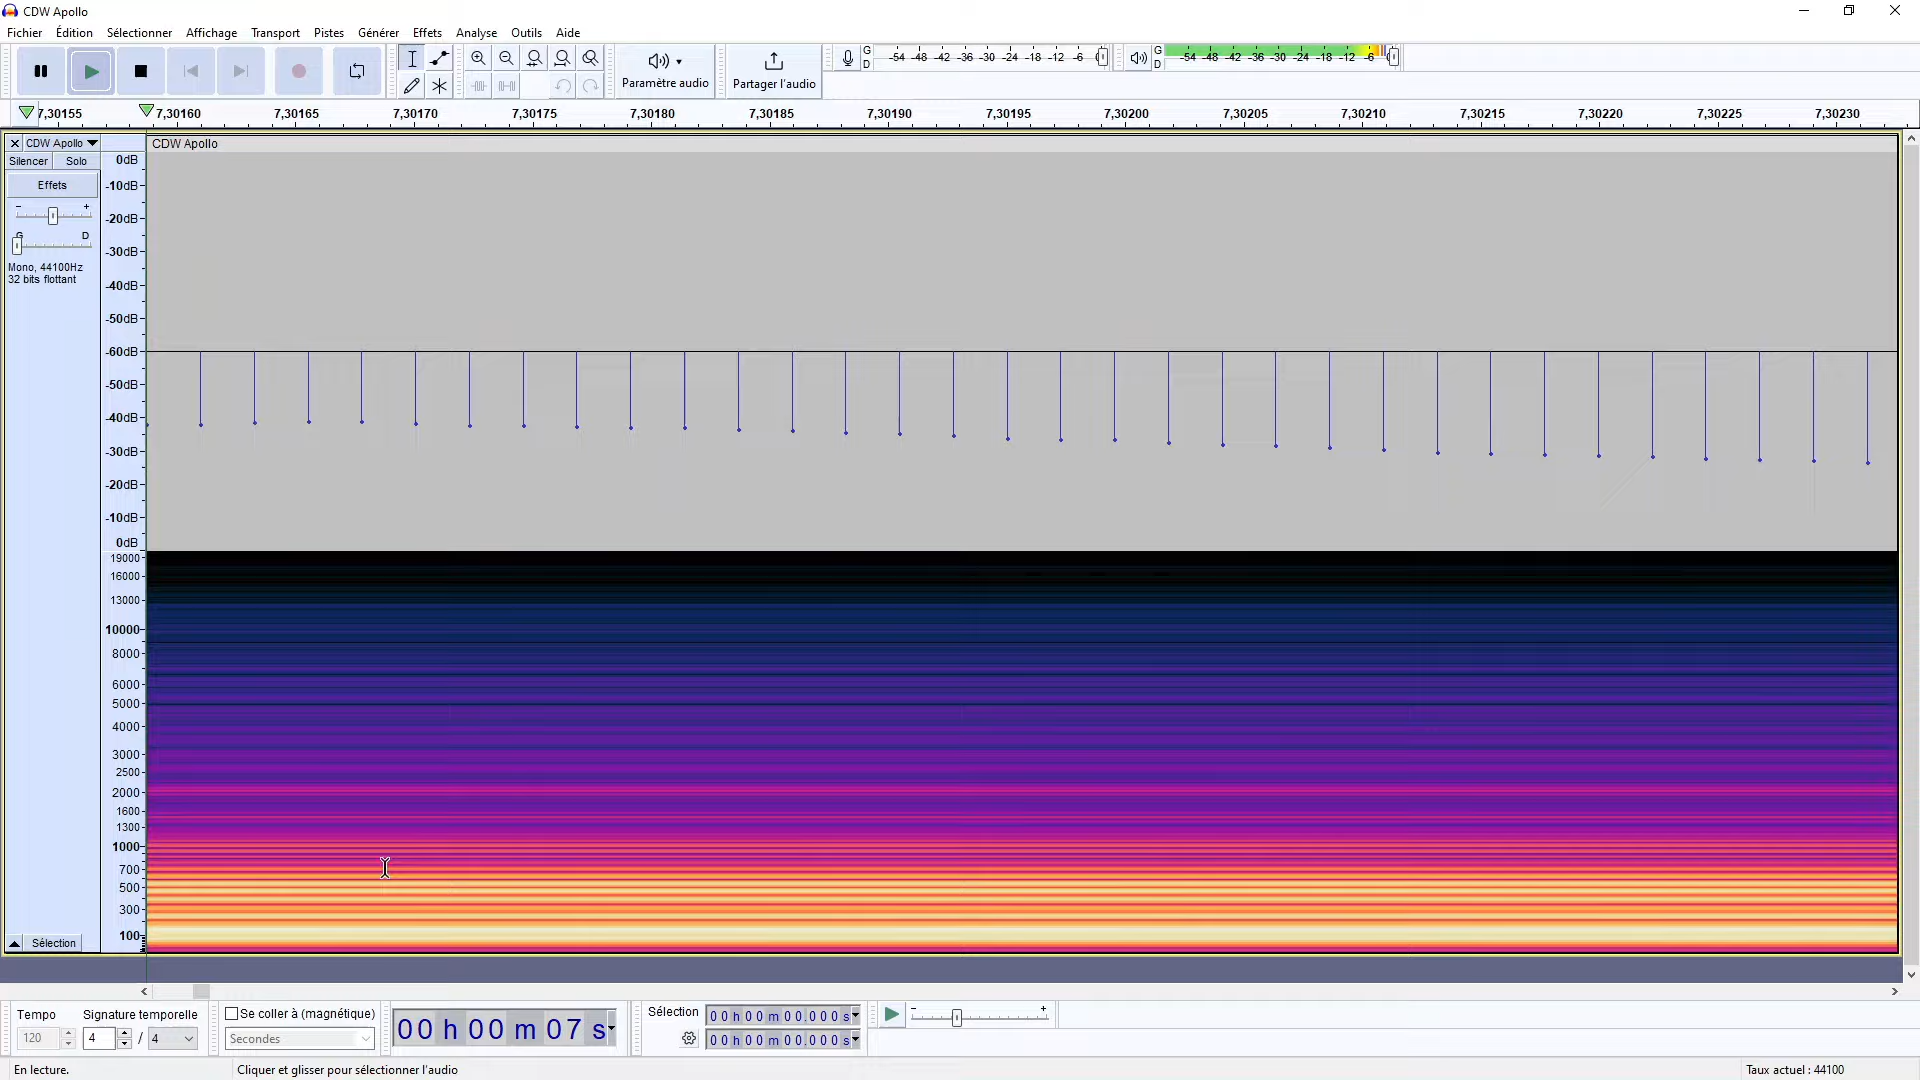 CDW Apollo
Fichier Édition Sélectionner Affichage Transport Pistes Générer Effets Analyse Outils Aide
Paramètre audio
Partager l'audio
G
D
-54 -48 -42 -36 -30 -24 -18 -12 -6
G
D
-54 -48 -42 -36 -30 -24 -18 -12 -6
7,30155 7,30160 7,30165 7,30170 7,30175 7,30180 7,30185 7,30190 7,30195 7,30200 7,30205 7,30210 7,30215 7,30220 7,30225 7,30230
CDW Apollo
CDW Apollo
Silencer Solo
Effets
- +
G D
Mono, 44100Hz
32 bits flottant
0dB
-10dB
-20dB
-30dB
-40dB
-50dB
-60dB
-50dB
-40dB
-30dB
-20dB
-10dB
0dB
19000
16000
13000
10000
8000
6000
5000
4000
3000
2500
2000
1600
1300
1000
700
500
300
100
Sélection
Tempo
120
Signature temporelle
4 / 4
Se coller à (magnétique)
Secondes
00 h 00 m 07 s
Sélection
00 h 00 m 00.000 s
00 h 00 m 00.000 s
- +
En lecture.
Cliquer et glisser pour sélectionner l'audio
Taux actuel : 44100